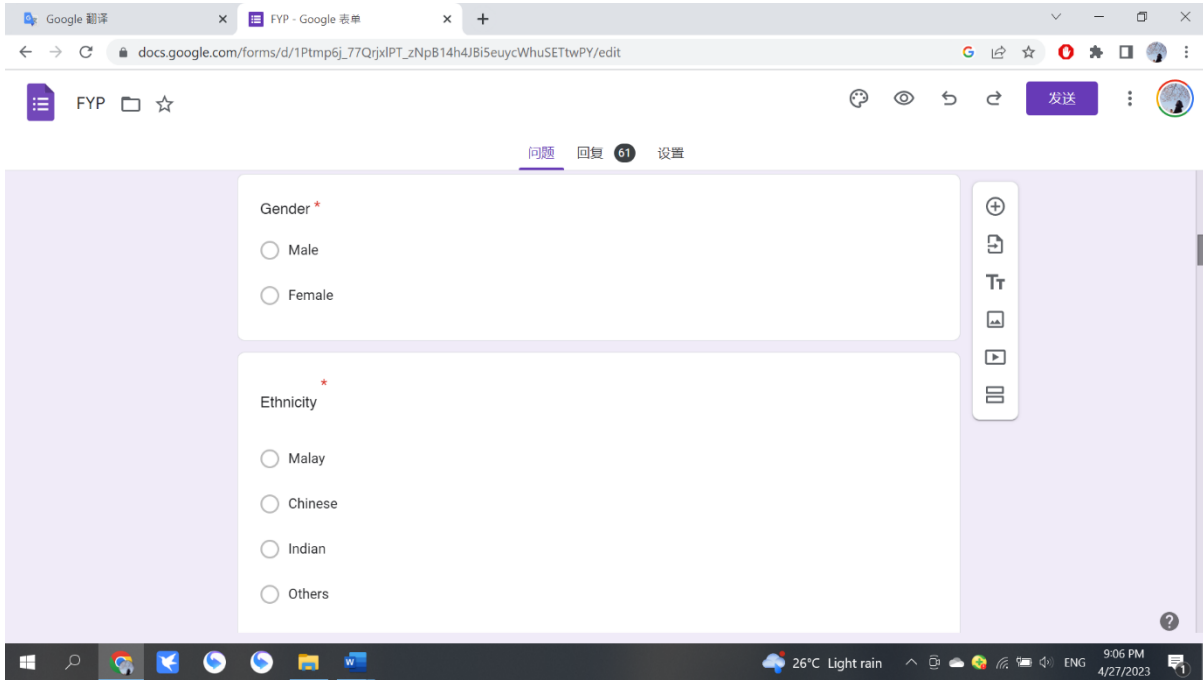 Google 翻译
FYP - Google 表单
docs.google.com/forms/d/1Ptmp6j_77QrjxlPT_zNpB14h4JBi5euycWhuSETtwPY/edit
FYP
发送
问题 回复 61 设置
Gender *
Male
Female
*
Ethnicity
Malay
Chinese
Indian
Others
26°C Light rain
ENG
9:06 PM
4/27/2023
1